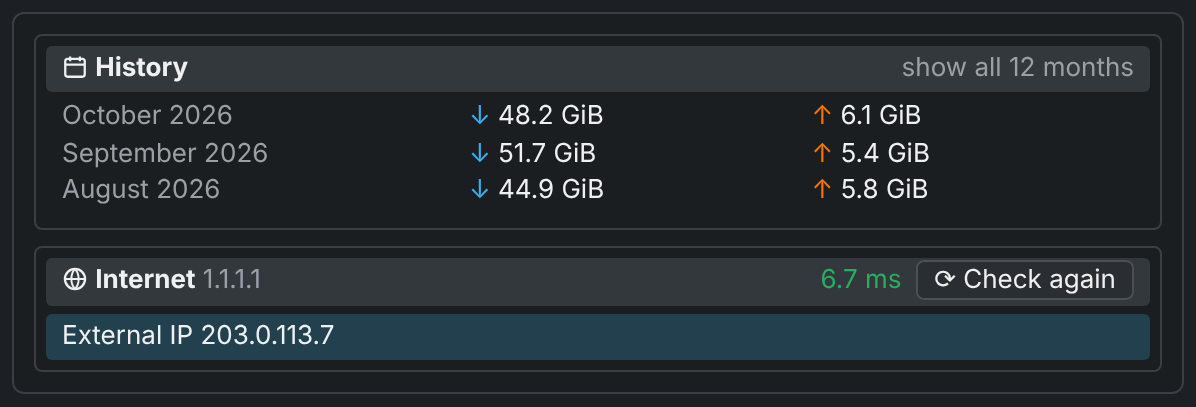 History show all 12 months
October 2026 ↓ 48.2 GiB ↑ 6.1 GiB
September 2026 ↓ 51.7 GiB ↑ 5.4 GiB
August 2026 ↓ 44.9 GiB ↑ 5.8 GiB
Internet 1.1.1.1 6.7 ms ⟳ Check again
External IP 203.0.113.7